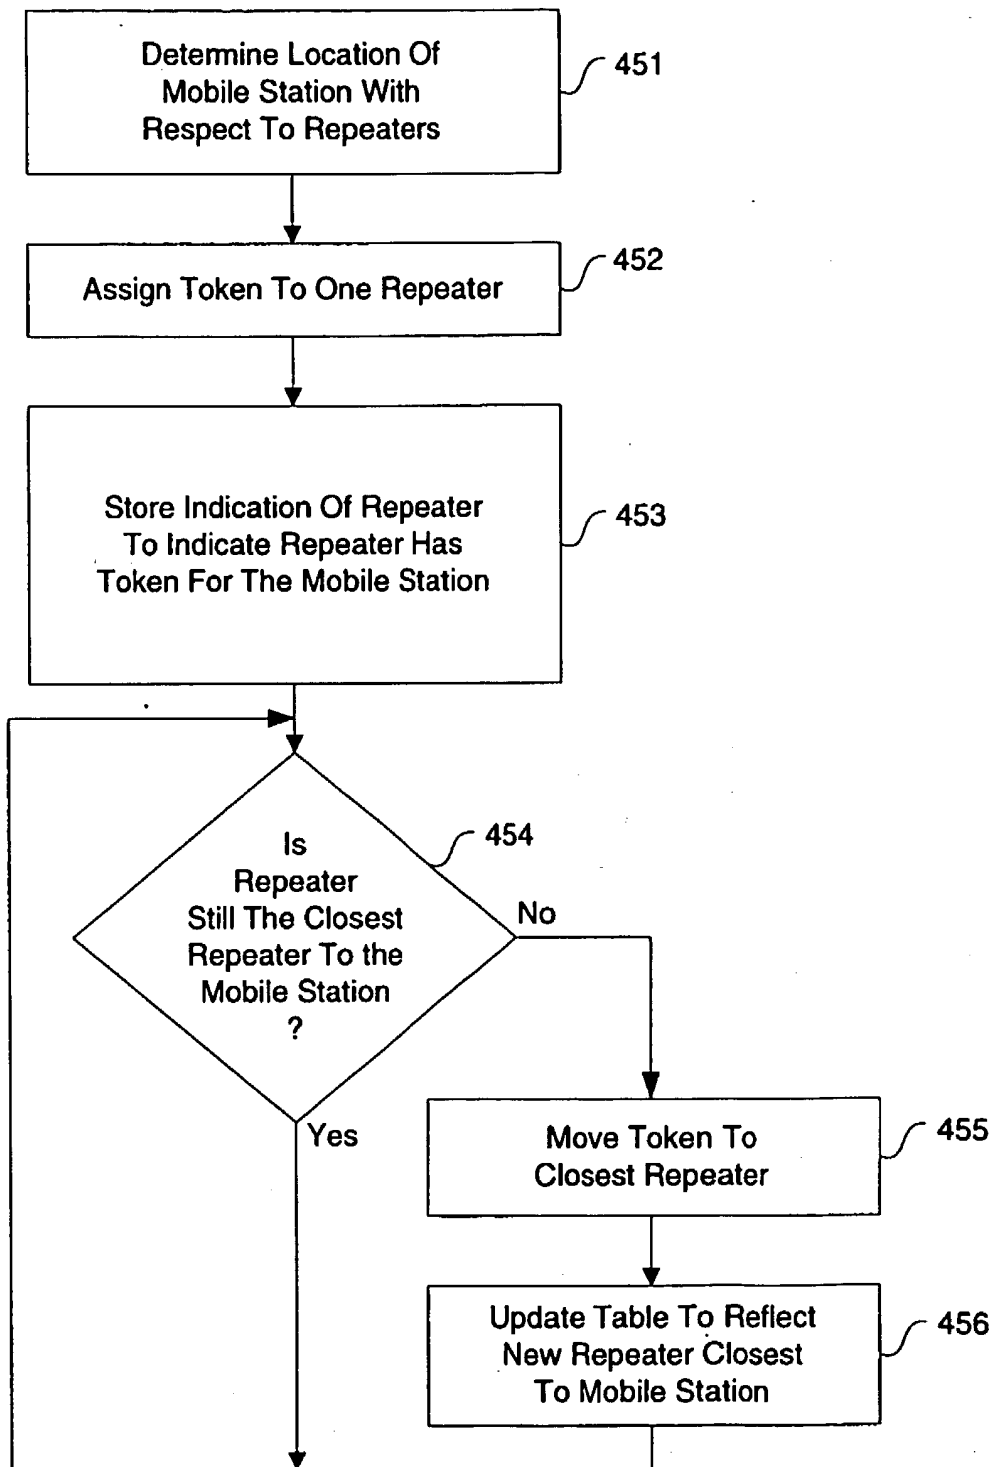 Determine Location Of
Mobile Station With
Respect To Repeaters
451
Assign Token To One Repeater
452
Store Indication Of Repeater
To Indicate Repeater Has
Token For The Mobile Station
453
Is
Repeater
Still The Closest
Repeater To the
Mobile Station
?
454
No
Yes
Move Token To
Closest Repeater
455
Update Table To Reflect
New Repeater Closest
To Mobile Station
456